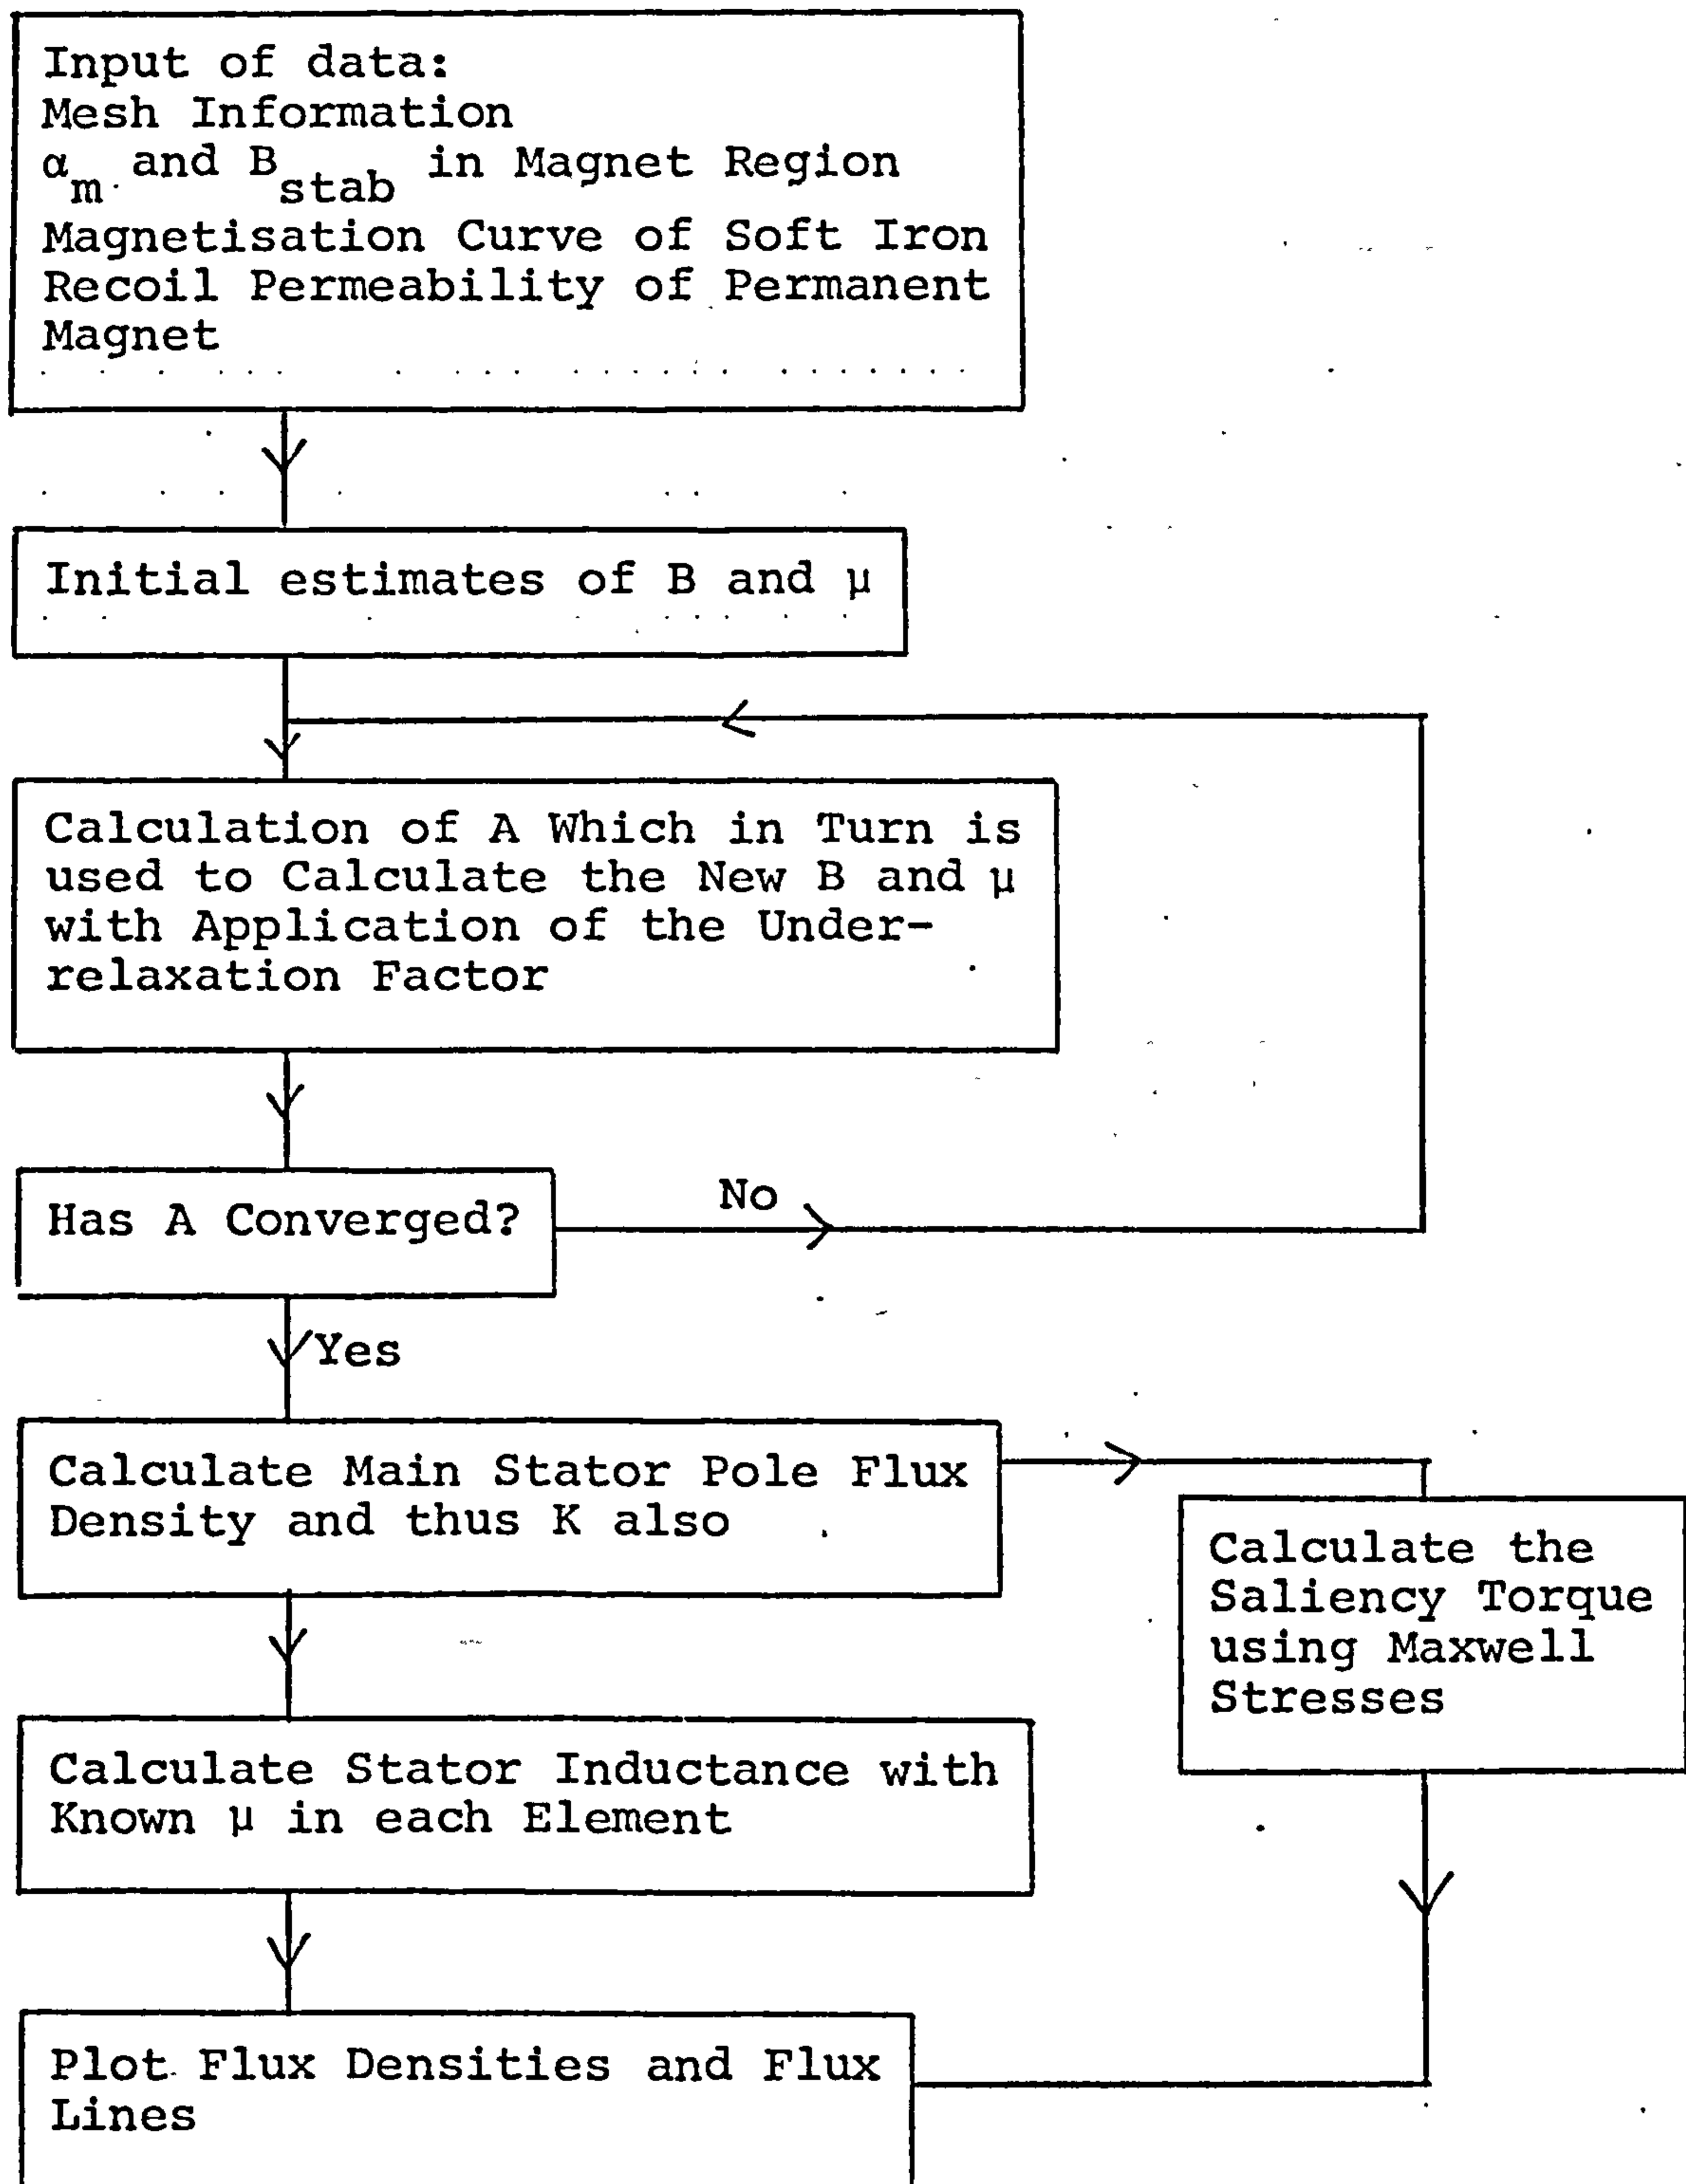 Input of data:
Mesh Information
α_m and B_stab in Magnet Region
Magnetisation Curve of Soft Iron
Recoil Permeability of Permanent
Magnet
Initial estimates of B and μ
Calculation of A Which in Turn is
used to Calculate the New B and μ
with Application of the Under-
relaxation Factor
Has A Converged?
No
Yes
Calculate Main Stator Pole Flux
Density and thus K also
Calculate the
Saliency Torque
using Maxwell
Stresses
Calculate Stator Inductance with
Known μ in each Element
Plot Flux Densities and Flux
Lines